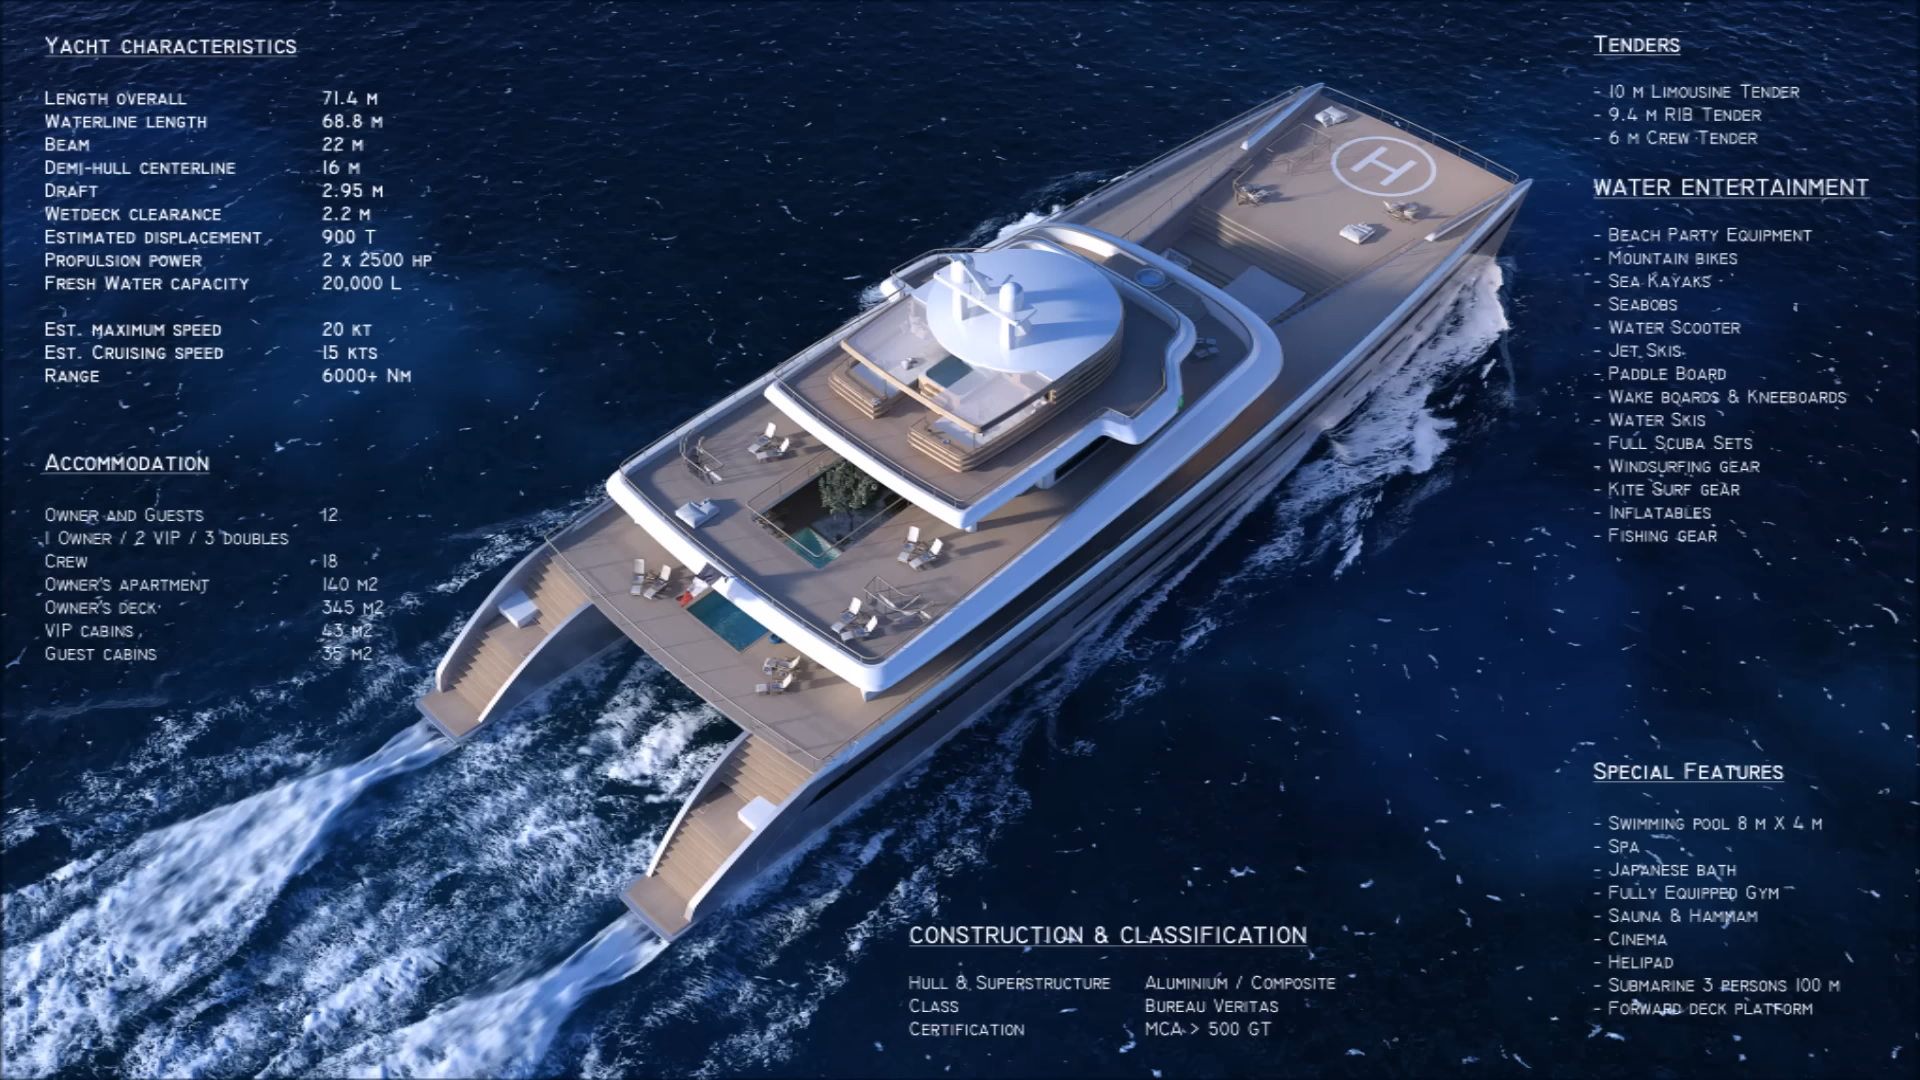 Yacht characteristics
Length overall 71.4 m
Waterline length 68.8 m
Beam 22 m
Demi-hull centerline 16 m
Draft 2.95 m
Wetdeck clearance 2.2 m
Estimated displacement 900 T
Propulsion power 2 x 2500 hp
Fresh Water capacity 20,000 L
Est. maximum speed 20 kt
Est. Cruising speed 15 kts
Range 6000+ Nm
Accommodation
Owner and Guests 12
1 Owner / 2 VIP / 3 doubles
Crew 18
Owner's apartment 140 m2
Owner's deck 345 m2
VIP cabins 43 m2
Guest cabins 35 m2
H
Construction & Classification
Hull & Superstructure Aluminium / Composite
Class Bureau Veritas
Certification MCA > 500 GT
Tenders
- 10 m Limousine Tender
- 9.4 m RIB Tender
- 6 m Crew Tender
Water Entertainment
- Beach Party Equipment
- Mountain bikes
- Sea Kayaks
- Seabobs
- Water Scooter
- Jet Skis
- Paddle Board
- Wake boards & Kneeboards
- Water Skis
- Full Scuba Sets
- Windsurfing gear
- Kite Surf gear
- Inflatables
- Fishing gear
Special Features
- Swimming pool 8 m X 4 m
- Spa
- Japanese bath
- Fully Equipped Gym
- Sauna & Hammam
- Cinema
- Helipad
- Submarine 3 persons 100 m
- Forward deck platform